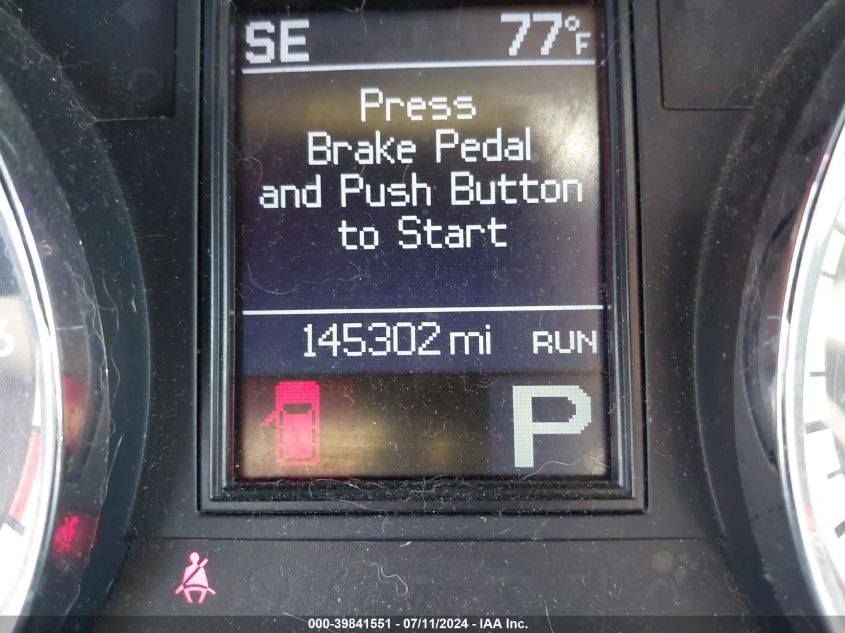 SE 77°F
Press
Brake Pedal
and Push Button
to Start
145302 mi RUN
P
6
000-39841551 - 07/11/2024 - © IAA, Inc.